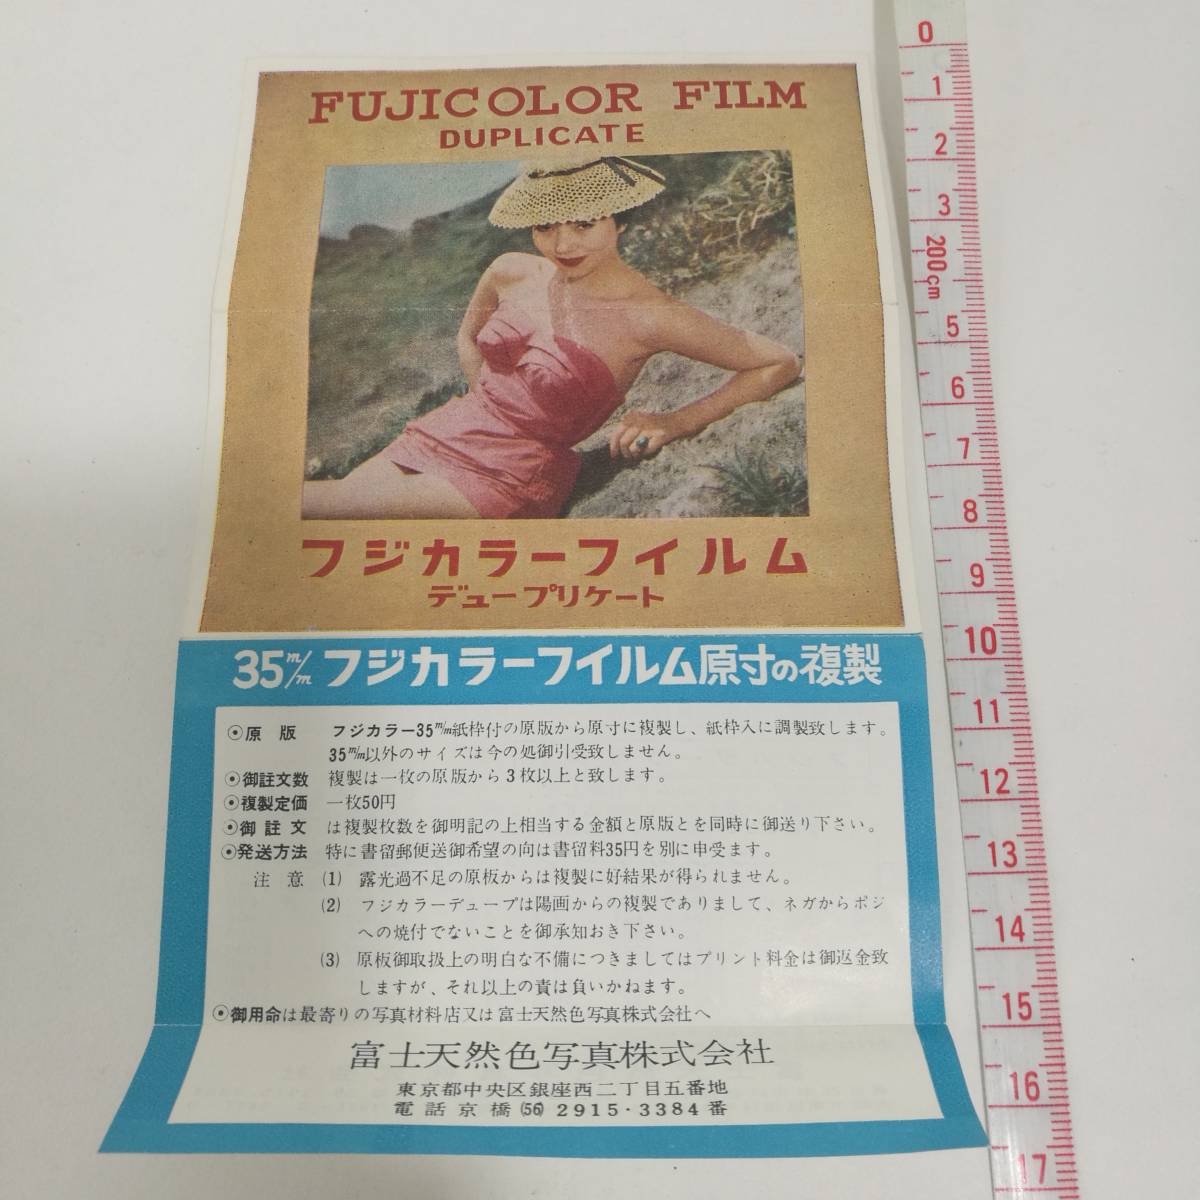 FUJICOLOR FILM
DUPLICATE
フジカラーフイルム
デュープリケート
35m/m フジカラーフイルム原寸の複製
◉原版 フジカラー35m/m紙枠付の原版から原寸に複製し、紙枠入に調製致します。
35m/m以外のサイズは今の処御引受致しません。
◉御註文数 複製は一枚の原版から3枚以上と致します。
◉複製定価 一枚50円
◉御註文 は複製枚数を御明記の上相当する金額と原版とを同時に御送り下さい。
◉発送方法 特に書留郵便送御希望の向は書留料35円を別に申受ます。
注意 (1) 露光過不足の原板からは複製に好結果が得られません。
(2) フジカラーデュープは陽画からの複製でありまして、ネガからポジ
への焼付でないことを御承知おき下さい。
(3) 原板御取扱上の明白な不備につきましてはプリント料金は御返金致
しますが、それ以上の責は負いかねます。
◉御用命は最寄りの写真材料店又は富士天然色写真株式会社へ
富士天然色写真株式会社
東京都中央区銀座西二丁目五番地
電話京橋(56)2915・3384番
0
1
2
3
200cm
5
6
7
8
9
10
11
12
13
14
15
16
17